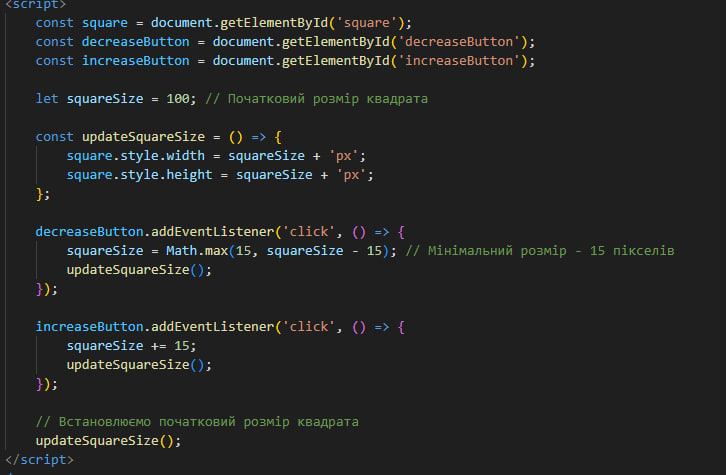 <script>
const square = document.getElementById('square');
const decreaseButton = document.getElementById('decreaseButton');
const increaseButton = document.getElementById('increaseButton');
let squareSize = 100; // Початковий розмір квадрата
const updateSquareSize = () => {
square.style.width = squareSize + 'px';
square.style.height = squareSize + 'px';
};
decreaseButton.addEventListener('click', () => {
squareSize = Math.max(15, squareSize - 15); // Мінімальний розмір - 15 пікселів
updateSquareSize();
});
increaseButton.addEventListener('click', () => {
squareSize += 15;
updateSquareSize();
});
// Встановлюємо початковий розмір квадрата
updateSquareSize();
</script>